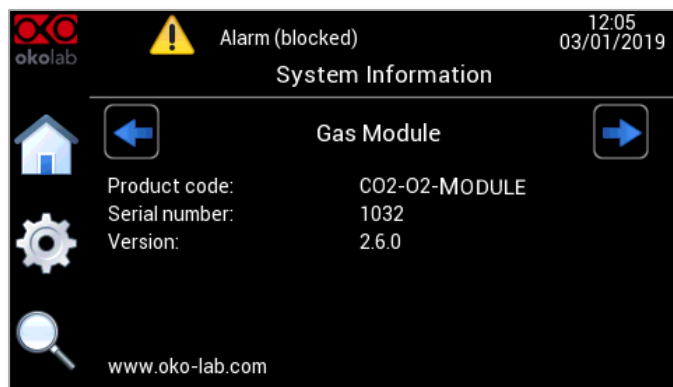 okolab
Alarm (blocked)
12:05
03/01/2019
System Information
Gas Module
Product code: CO2-O2-MODULE
Serial number: 1032
Version: 2.6.0
www.oko-lab.com